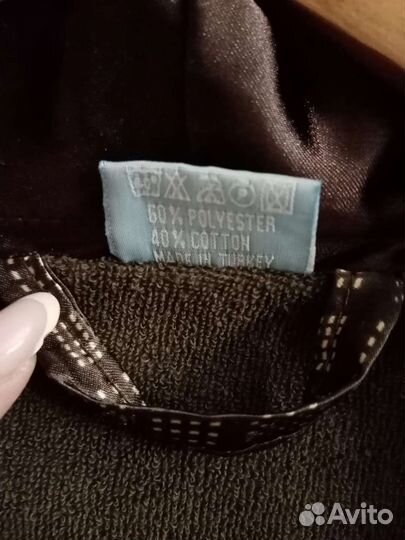 60% POLYESTER
40% COTTON
MADE IN TURKEY
Avito